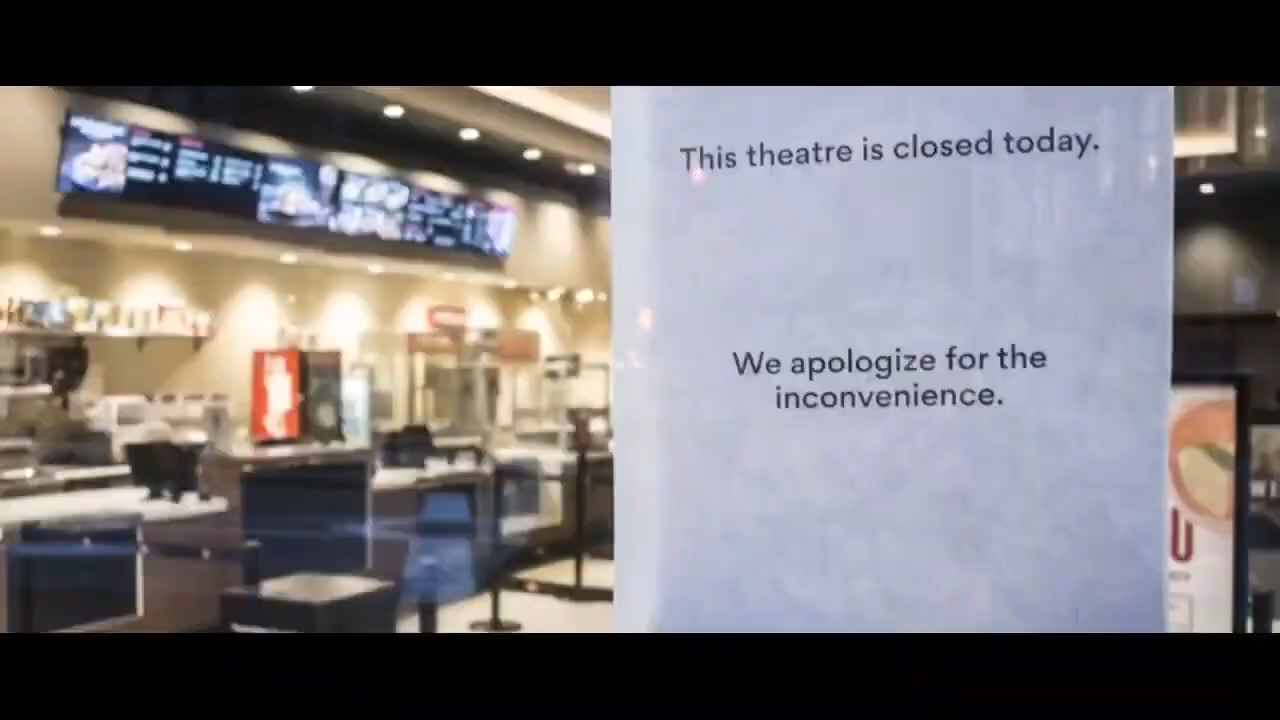 This theatre is closed today.
We apologize for the
inconvenience.
U